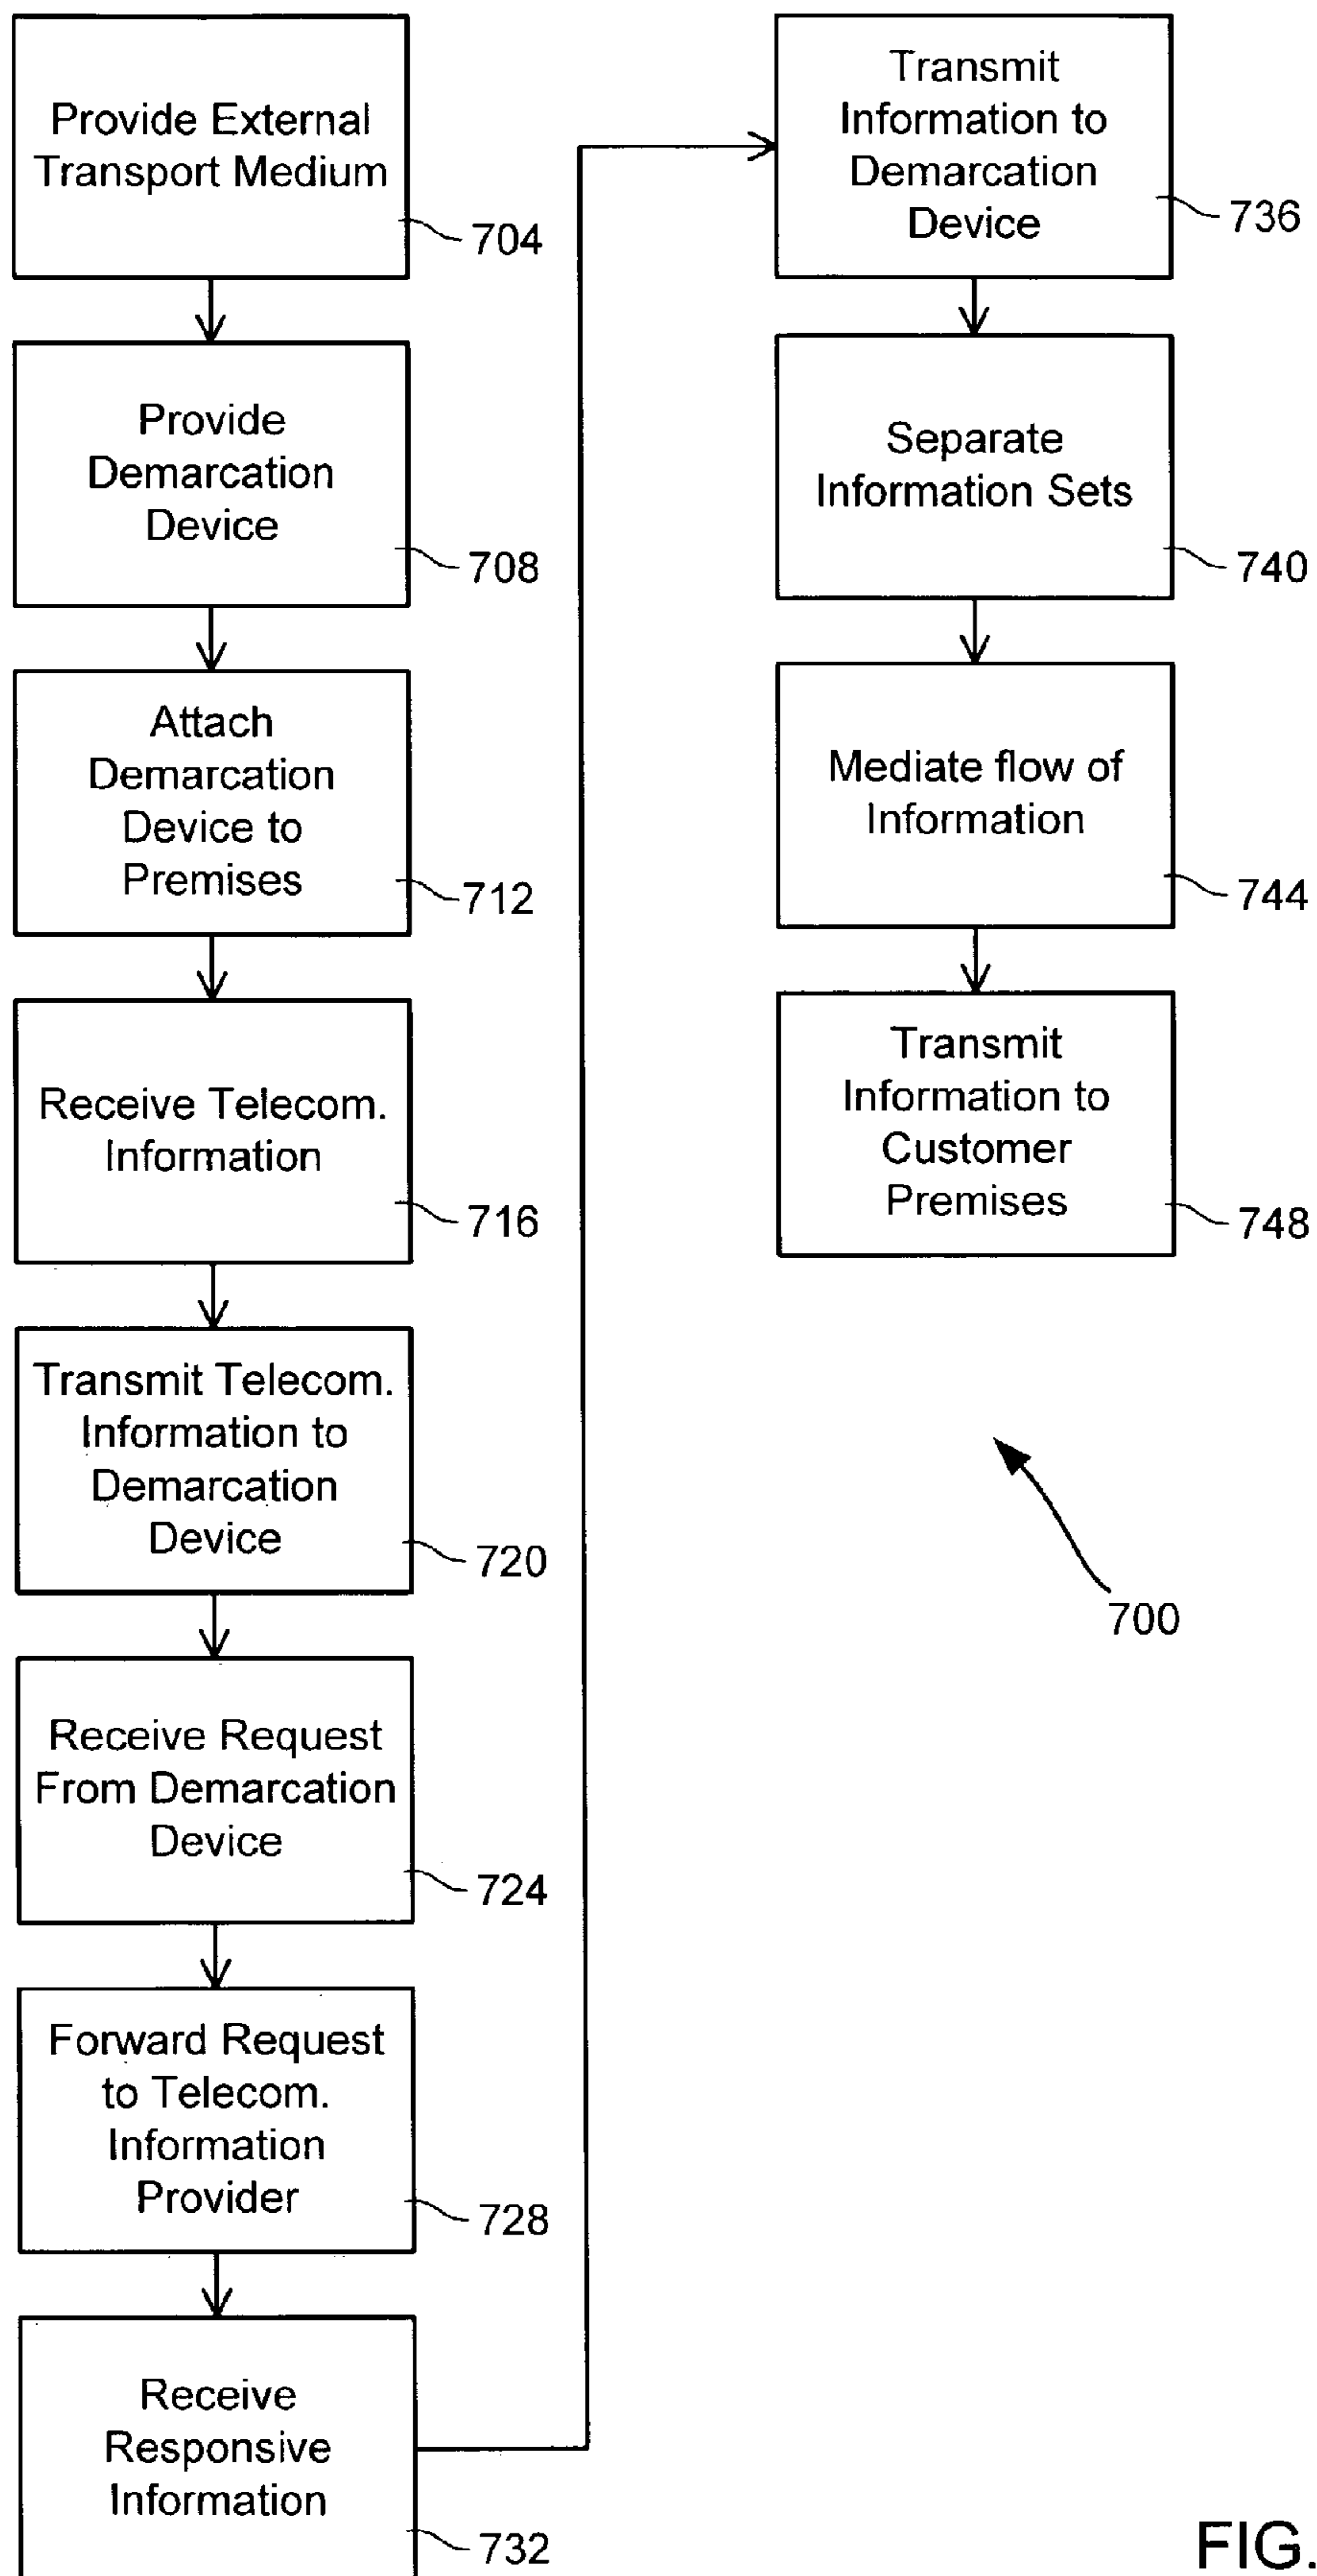 Provide External
Transport Medium
704
Provide
Demarcation
Device
708
Attach
Demarcation
Device to
Premises
712
Receive Telecom.
Information
716
Transmit Telecom.
Information to
Demarcation
Device
720
Receive Request
From Demarcation
Device
724
Forward Request
to Telecom.
Information
Provider
728
Receive
Responsive
Information
732
Transmit
Information to
Demarcation
Device
736
Separate
Information Sets
740
Mediate flow of
Information
744
Transmit
Information to
Customer
Premises
748
700
FIG.